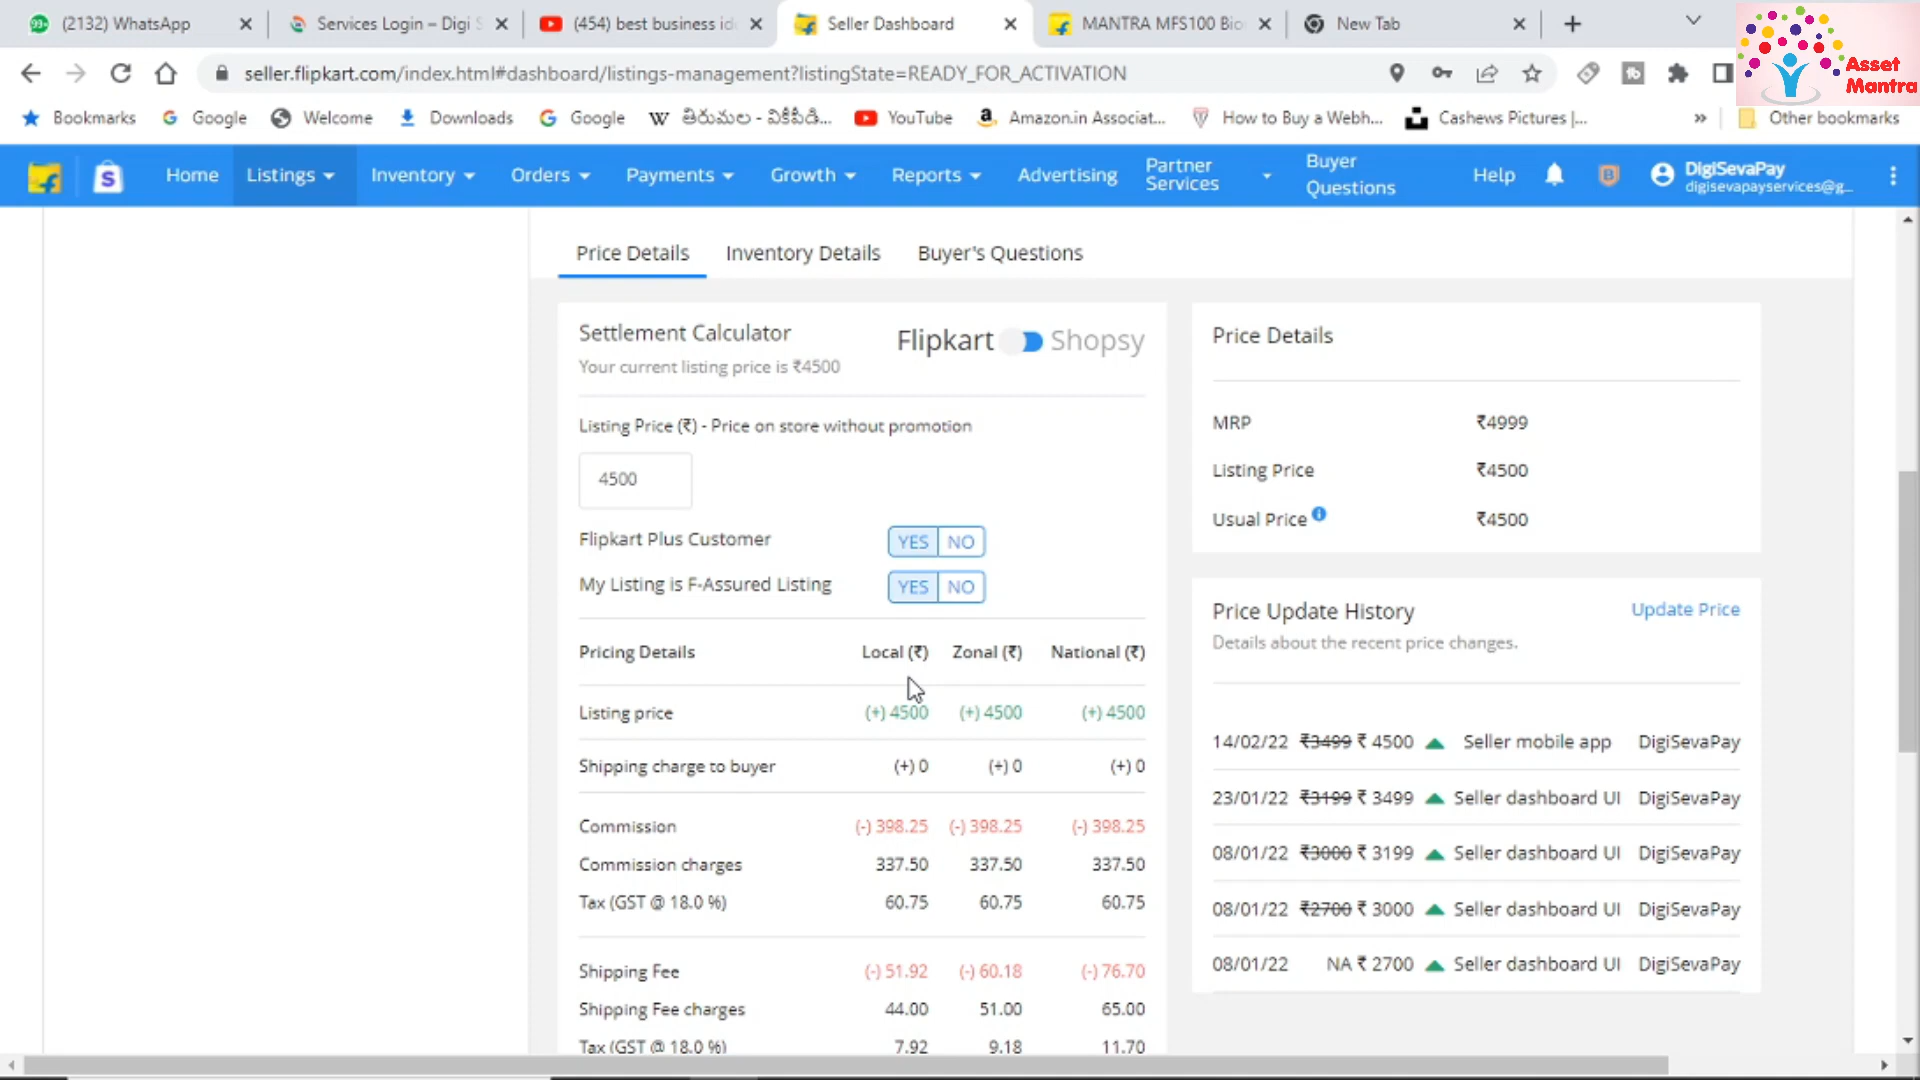 (2132) WhatsApp
Services Login – Digi S
(454) best business id
Seller Dashboard
MANTRA MFS100 Bio
New Tab
seller.flipkart.com/index.html#dashboard/listings-management?listingState=READY_FOR_ACTIVATION
Asset
Mantra
Bookmarks
Google
Welcome
Downloads
Google
తిరుమల - వికీపీడి...
YouTube
Amazon.in Associat...
How to Buy a Webh...
Cashews Pictures |...
»
Other bookmarks
Home
Listings
Inventory
Orders
Payments
Growth
Reports
Advertising
Partner
Services
Buyer
Questions
Help
DigiSevaPay
digisevapayservices@g...
Price Details
Inventory Details
Buyer's Questions
Settlement Calculator
Flipkart
Shopsy
Your current listing price is ₹4500
Listing Price (₹) - Price on store without promotion
4500
Flipkart Plus Customer YES NO
My Listing is F-Assured Listing YES NO
Pricing Details Local (₹) Zonal (₹) National (₹)
Listing price (+) 4500 (+) 4500 (+) 4500
Shipping charge to buyer (+) 0 (+) 0 (+) 0
Commission (-) 398.25 (-) 398.25 (-) 398.25
Commission charges 337.50 337.50 337.50
Tax (GST @ 18.0 %) 60.75 60.75 60.75
Shipping Fee (-) 51.92 (-) 60.18 (-) 76.70
Shipping Fee charges 44.00 51.00 65.00
Tax (GST @ 18.0 %) 7.92 9.18 11.70
Price Details
MRP ₹4999
Listing Price ₹4500
Usual Price ₹4500
Price Update History Update Price
Details about the recent price changes.
14/02/22 ₹3499 ₹ 4500 Seller mobile app DigiSevaPay
23/01/22 ₹3199 ₹ 3499 Seller dashboard UI DigiSevaPay
08/01/22 ₹3000 ₹ 3199 Seller dashboard UI DigiSevaPay
08/01/22 ₹2700 ₹ 3000 Seller dashboard UI DigiSevaPay
08/01/22 NA ₹ 2700 Seller dashboard UI DigiSevaPay